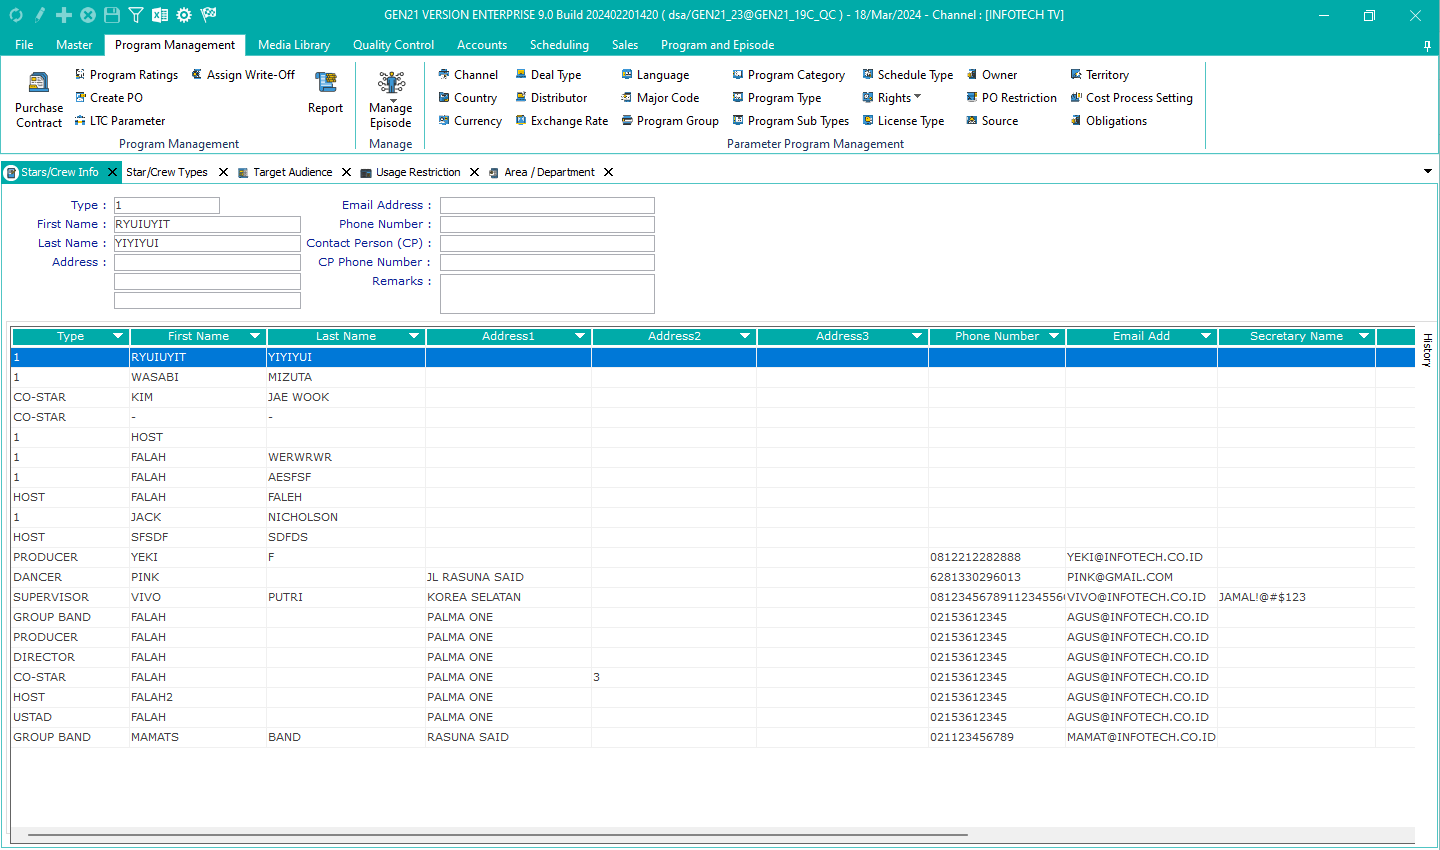 GEN21 VERSION ENTERPRISE 9.0 Build 202402201420 ( dsa/GEN21_23@GEN21_19C_QC ) - 18/Mar/2024 - Channel : [INFOTECH TV]
File Master Program Management Media Library Quality Control Accounts Scheduling Sales Program and Episode
Program Ratings Assign Write-Off Channel Deal Type Language Program Category Schedule Type Owner Territory
Purchase Contract Create PO Report Manage Episode Country Distributor Major Code Program Type Rights PO Restriction Cost Process Setting
LTC Parameter Currency Exchange Rate Program Group Program Sub Types License Type Source Obligations
Program Management Manage Parameter Program Management
Stars/Crew Info Star/Crew Types Target Audience Usage Restriction Area / Department
Type : 1 Email Address :
First Name : RYUIUYIT Phone Number :
Last Name : YIYIYUI Contact Person (CP) :
Address : CP Phone Number :
Remarks :
Type First Name Last Name Address1 Address2 Address3 Phone Number Email Add Secretary Name
History
1 RYUIUYIT YIYIYUI
1 WASABI MIZUTA
CO-STAR KIM JAE WOOK
CO-STAR - -
1 HOST
1 FALAH WERWRWR
1 FALAH AESFSF
HOST FALAH FALEH
1 JACK NICHOLSON
HOST SFSDF SDFDS
PRODUCER YEKI F 0812212282888 YEKI@INFOTECH.CO.ID
DANCER PINK JL RASUNA SAID 6281330296013 PINK@GMAIL.COM
SUPERVISOR VIVO PUTRI KOREA SELATAN 0812345678911234556 VIVO@INFOTECH.CO.ID JAMAL!@#$123
GROUP BAND FALAH PALMA ONE 02153612345 AGUS@INFOTECH.CO.ID
PRODUCER FALAH PALMA ONE 02153612345 AGUS@INFOTECH.CO.ID
DIRECTOR FALAH PALMA ONE 02153612345 AGUS@INFOTECH.CO.ID
CO-STAR FALAH PALMA ONE 3 02153612345 AGUS@INFOTECH.CO.ID
HOST FALAH2 PALMA ONE 02153612345 AGUS@INFOTECH.CO.ID
USTAD FALAH PALMA ONE 02153612345 AGUS@INFOTECH.CO.ID
GROUP BAND MAMATS BAND RASUNA SAID 021123456789 MAMAT@INFOTECH.CO.ID